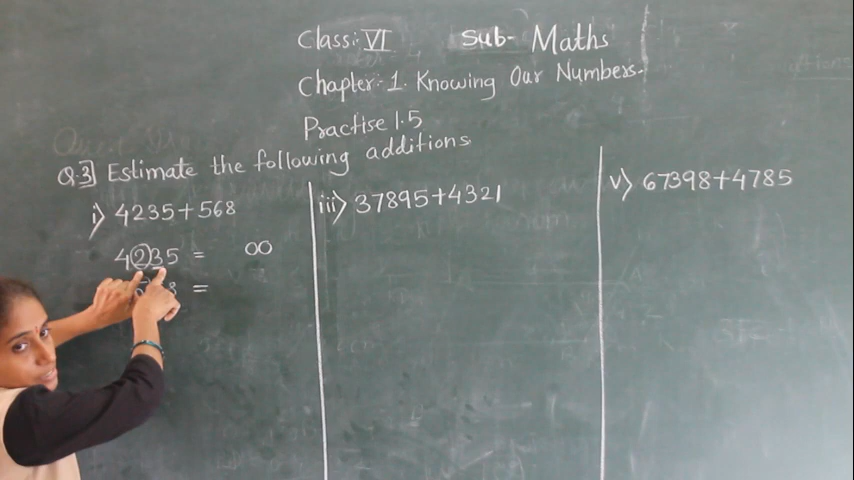 Class: VI Sub- Maths
Chapter:- 1. Knowing Our Numbers.
Practise 1.5
Q.3] Estimate the following additions.
i) 4235+568
4235 = 00
8 =
iii) 37895+4321
v) 67398+4785